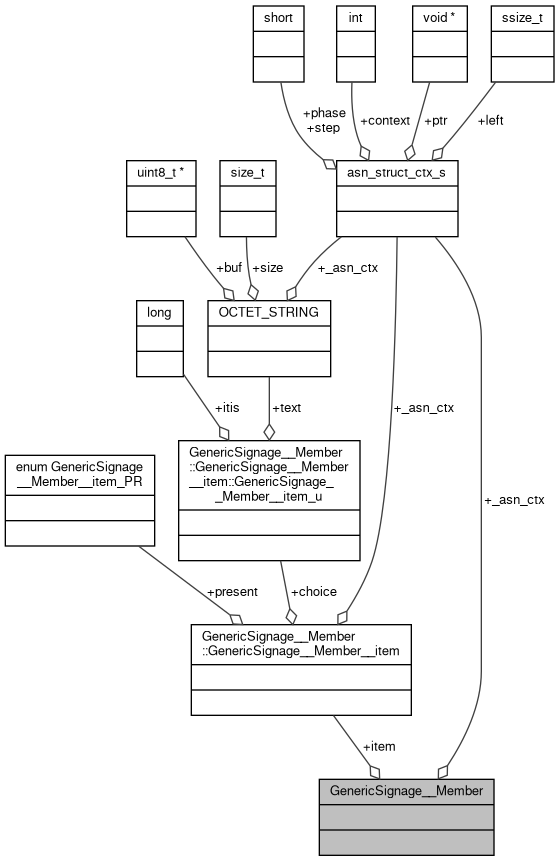 short
int
void *
ssize_t
+phase
+step
+context
+ptr
+left
uint8_t *
size_t
asn_struct_ctx_s
+buf
+size
+_asn_ctx
long
OCTET_STRING
+itis
+text
+_asn_ctx
enum GenericSignage
__Member__item_PR
GenericSignage__Member
::GenericSignage__Member
__item::GenericSignage_
_Member__item_u
+_asn_ctx
+present
+choice
GenericSignage__Member
::GenericSignage__Member__item
+item
GenericSignage__Member